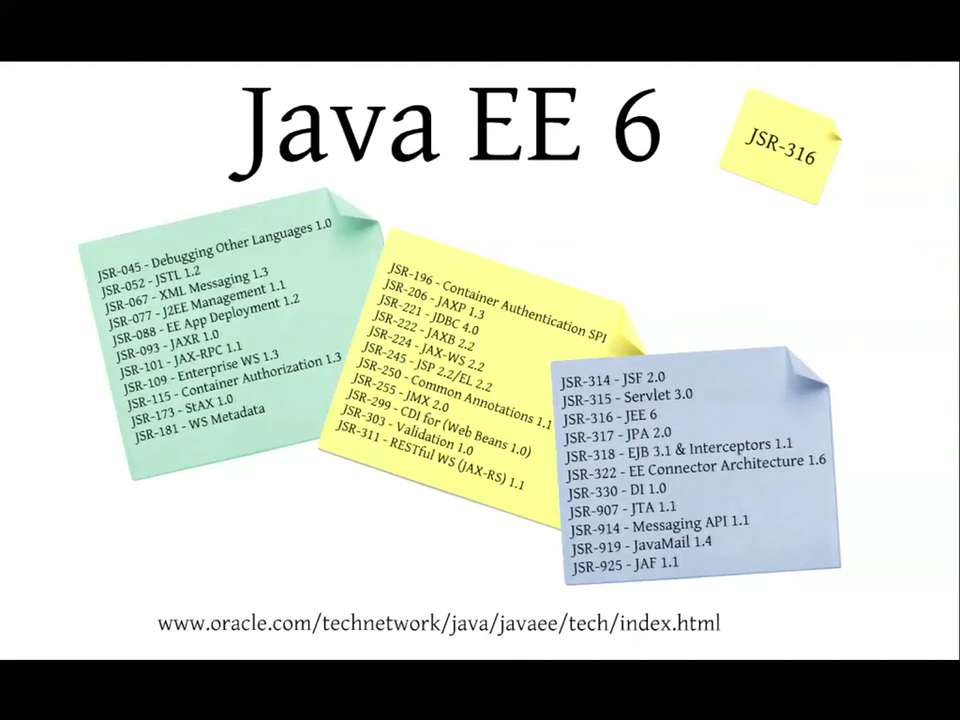 Java EE 6
JSR-316
JSR-045 - Debugging Other Languages 1.0
JSR-052 - JSTL 1.2
JSR-067 - XML Messaging 1.3
JSR-077 - J2EE Management 1.1
JSR-088 - EE App Deployment 1.2
JSR-093 - JAXR 1.0
JSR-101 - JAX-RPC 1.1
JSR-109 - Enterprise WS 1.3
JSR-115 - Container Authorization 1.3
JSR-173 - StAX 1.0
JSR-181 - WS Metadata
JSR-196 - Container Authentication SPI
JSR-206 - JAXP 1.3
JSR-221 - JDBC 4.0
JSR-222 - JAXB 2.2
JSR-224 - JAX-WS 2.2
JSR-245 - JSP 2.2/EL 2.2
JSR-250 - Common Annotations 1.1
JSR-255 - JMX 2.0
JSR-299 - CDI for (Web Beans 1.0)
JSR-303 - Validation 1.0
JSR-311 - RESTful WS (JAX-RS) 1.1
JSR-314 - JSF 2.0
JSR-315 - Servlet 3.0
JSR-316 - JEE 6
JSR-317 - JPA 2.0
JSR-318 - EJB 3.1 & Interceptors 1.1
JSR-322 - EE Connector Architecture 1.6
JSR-330 - DI 1.0
JSR-907 - JTA 1.1
JSR-914 - Messaging API 1.1
JSR-919 - JavaMail 1.4
JSR-925 - JAF 1.1
www.oracle.com/technetwork/java/javaee/tech/index.html